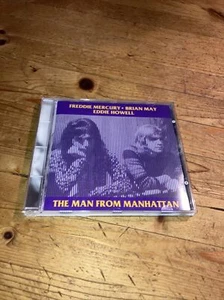 FREDDIE MERCURY • BRIAN MAY
EDDIE HOWELL
THE MAN FROM MANHATTAN